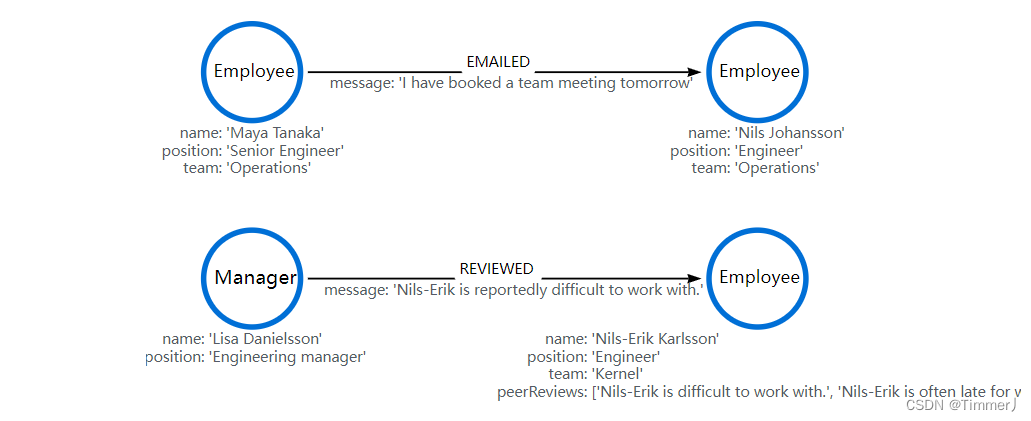 EMAILED
Employee
Employee
message: 'I have booked a team meeting tomorrow'
name: 'Maya Tanaka'
position: 'Senior Engineer'
team: 'Operations'
name: 'Nils Johansson'
position: 'Engineer'
team: 'Operations'
REVIEWED
Manager
Employee
message: 'Nils-Erik is reportedly difficult to work with.'
name: 'Lisa Danielsson'
position: 'Engineering manager'
name: 'Nils-Erik Karlsson'
position: 'Engineer'
team: 'Kernel'
peerReviews: ['Nils-Erik is difficult to work with.', 'Nils-Erik is often late for w
CSDN @Timmer丿